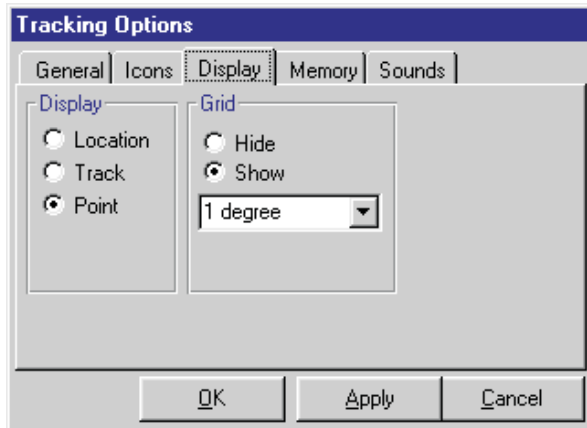 Tracking Options
General Icons Display Memory Sounds
Display
Location
Track
Point
Grid
Hide
Show
1 degree
OK Apply Cancel